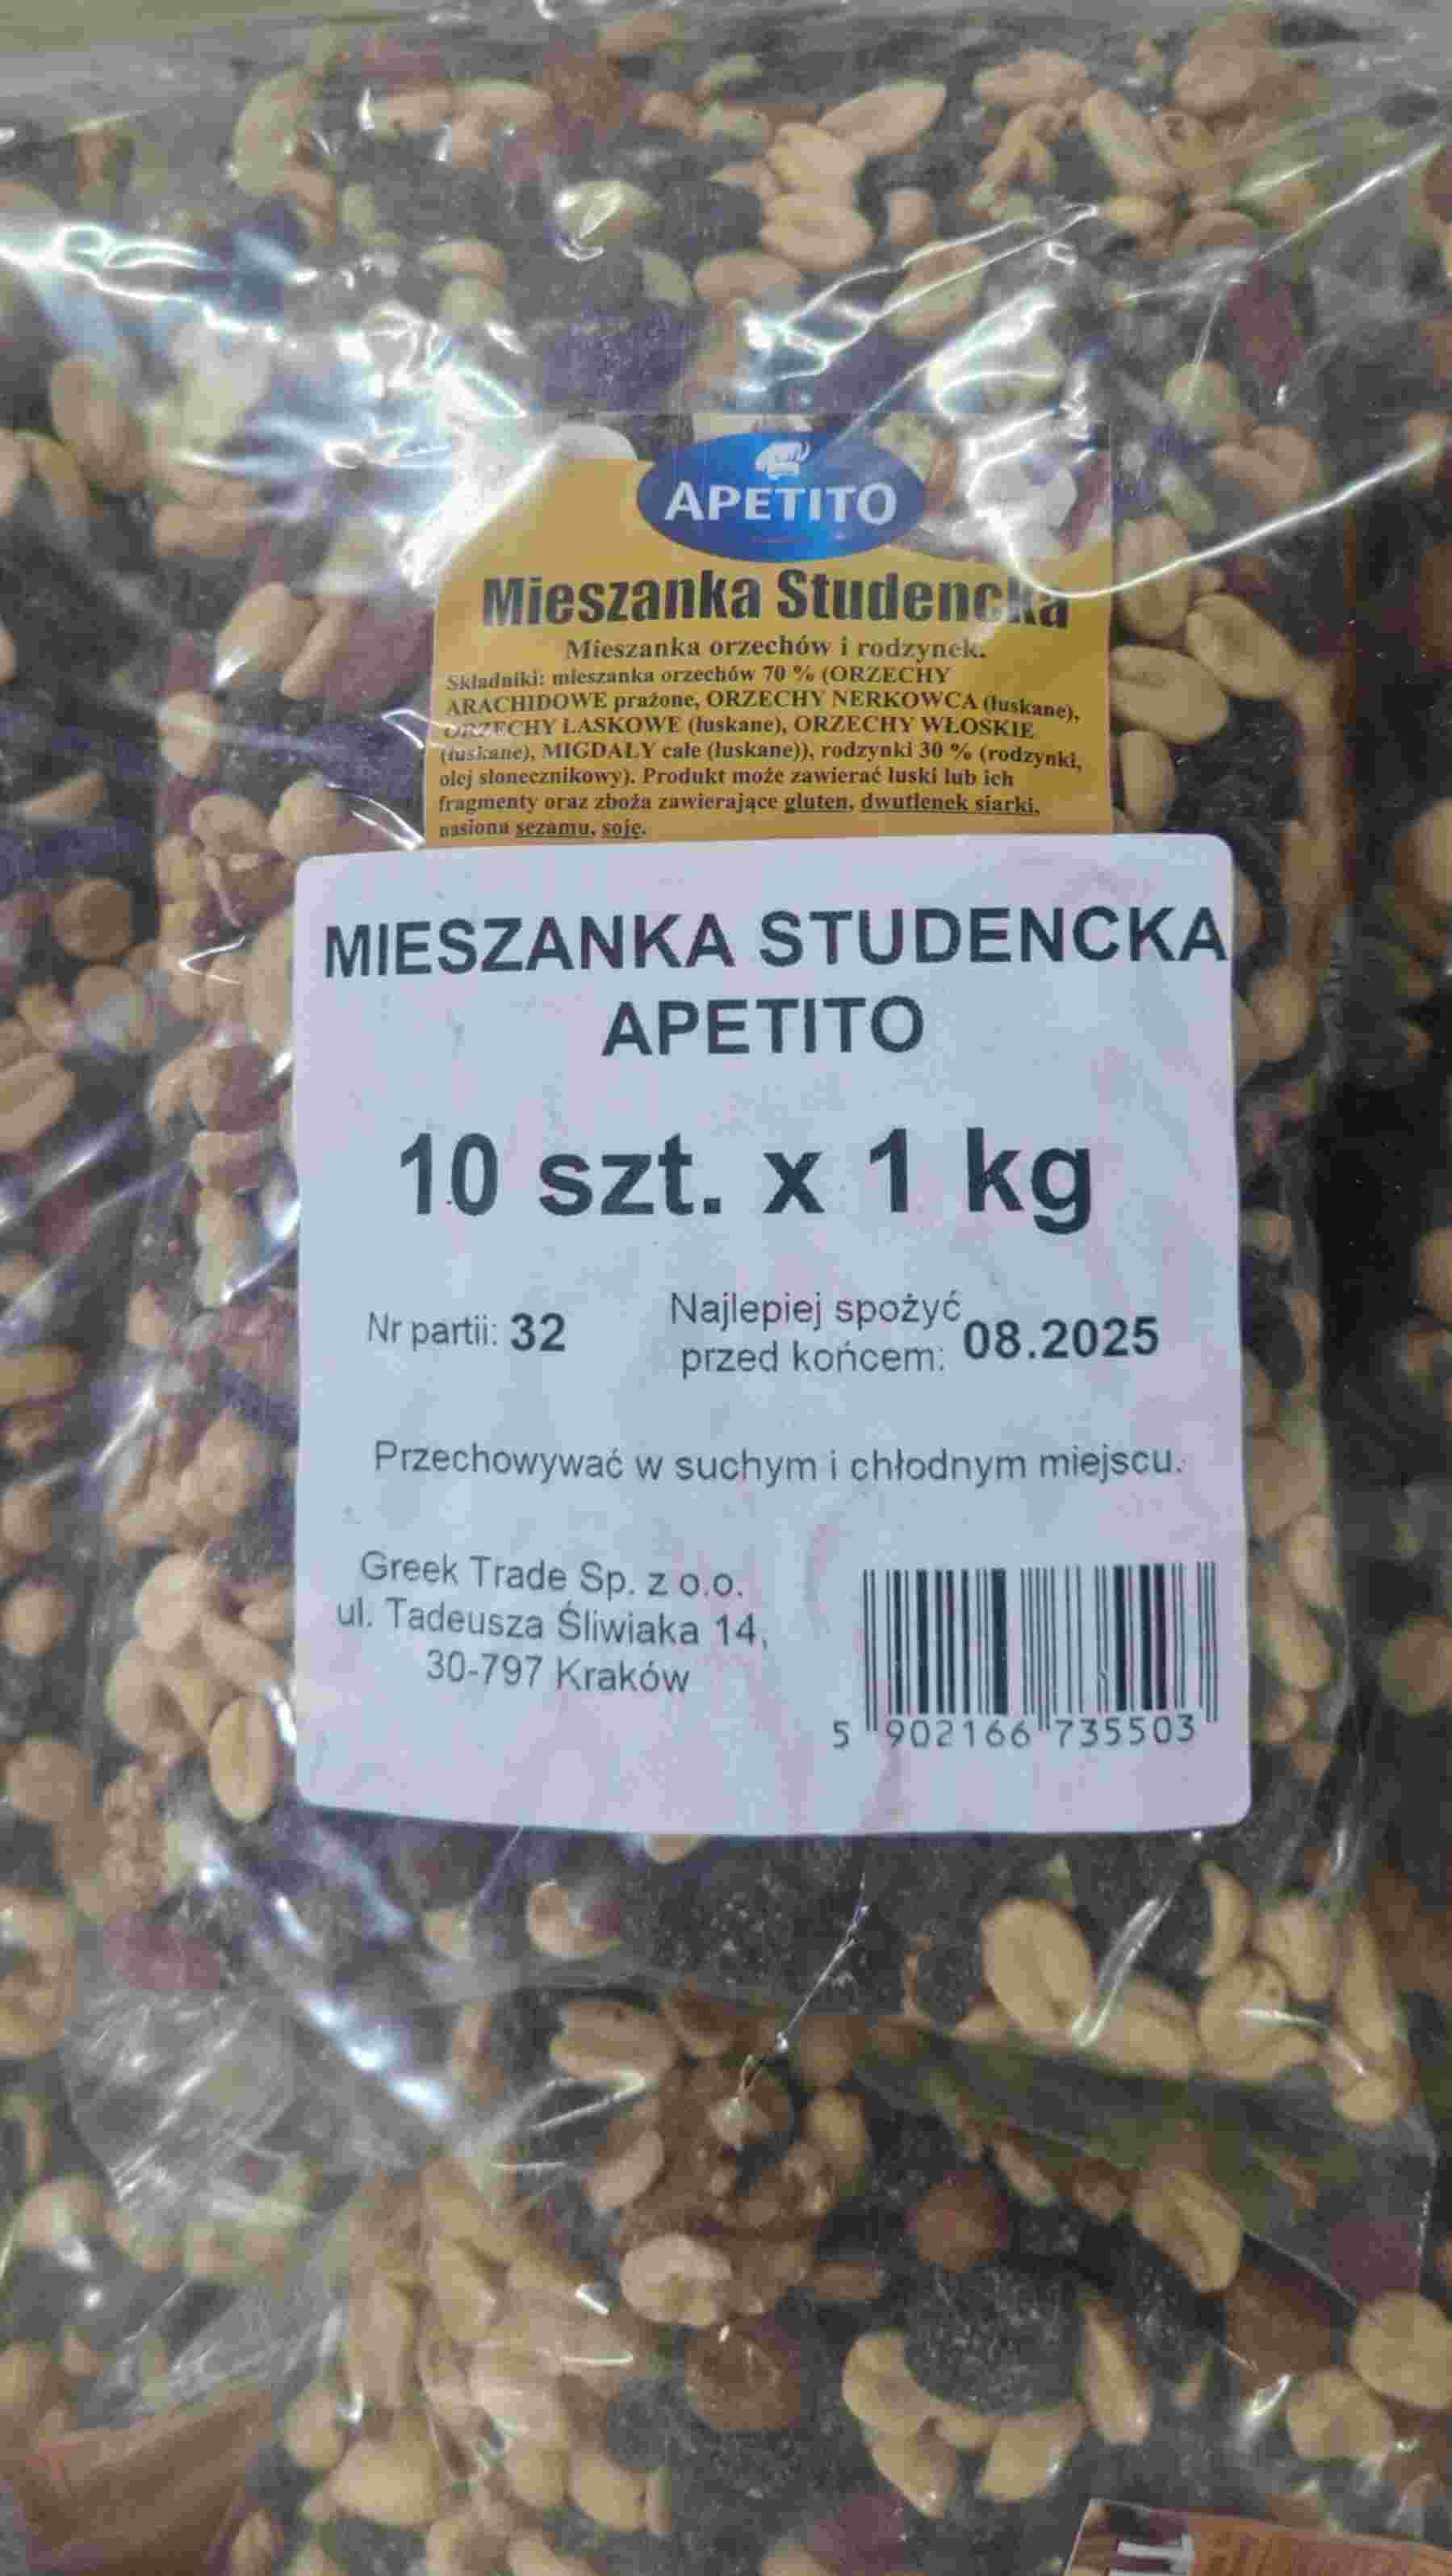 APETITO
Mieszanka Studencka
Mieszanka orzechów i rodzynek.
Składniki: mieszanka orzechów 70 % (ORZECHY
ARACHIDOWE prażone, ORZECHY NERKOWCA (łuskane),
ORZECHY LASKOWE (łuskane), ORZECHY WŁOSKIE
(łuskane), MIGDAŁY całe (łuskane)), rodzynki 30 % (rodzynki,
olej słonecznikowy). Produkt może zawierać łuski lub ich
fragmenty oraz zboża zawierające gluten, dwutlenek siarki,
nasiona sezamu, soję.
MIESZANKA STUDENCKA
APETITO
10 szt. x 1 kg
Nr partii: 32
Najlepiej spożyć
przed końcem: 08.2025
Przechowywać w suchym i chłodnym miejscu.
Greek Trade Sp. z o.o.
ul. Tadeusza Śliwiaka 14,
30-797 Kraków
5 902166 735503